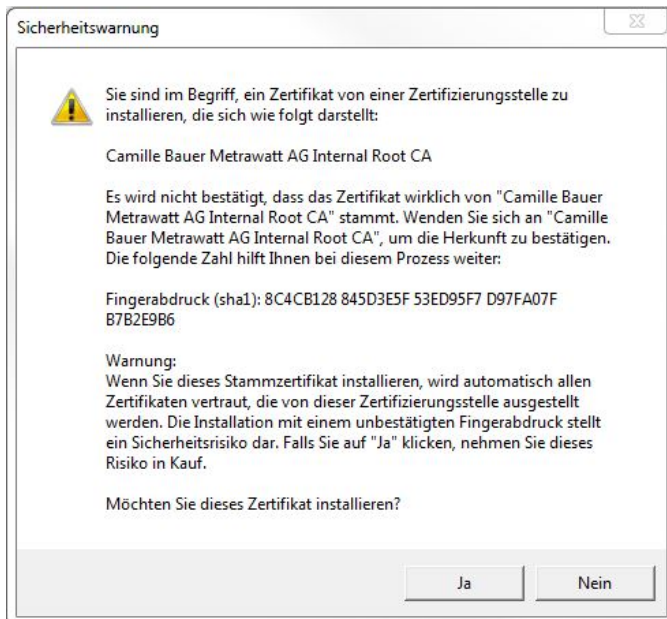 Sicherheitswarnung
Sie sind im Begriff, ein Zertifikat von einer Zertifizierungsstelle zu
installieren, die sich wie folgt darstellt:
Camille Bauer Metrawatt AG Internal Root CA
Es wird nicht bestätigt, dass das Zertifikat wirklich von "Camille Bauer
Metrawatt AG Internal Root CA" stammt. Wenden Sie sich an "Camille
Bauer Metrawatt AG Internal Root CA", um die Herkunft zu bestätigen.
Die folgende Zahl hilft Ihnen bei diesem Prozess weiter:
Fingerabdruck (sha1): 8C4CB128 845D3E5F 53ED95F7 D97FA07F
B7B2E9B6
Warnung:
Wenn Sie dieses Stammzertifikat installieren, wird automatisch allen
Zertifikaten vertraut, die von dieser Zertifizierungsstelle ausgestellt
werden. Die Installation mit einem unbestätigten Fingerabdruck stellt
ein Sicherheitsrisiko dar. Falls Sie auf "Ja" klicken, nehmen Sie dieses
Risiko in Kauf.
Möchten Sie dieses Zertifikat installieren?
Ja
Nein